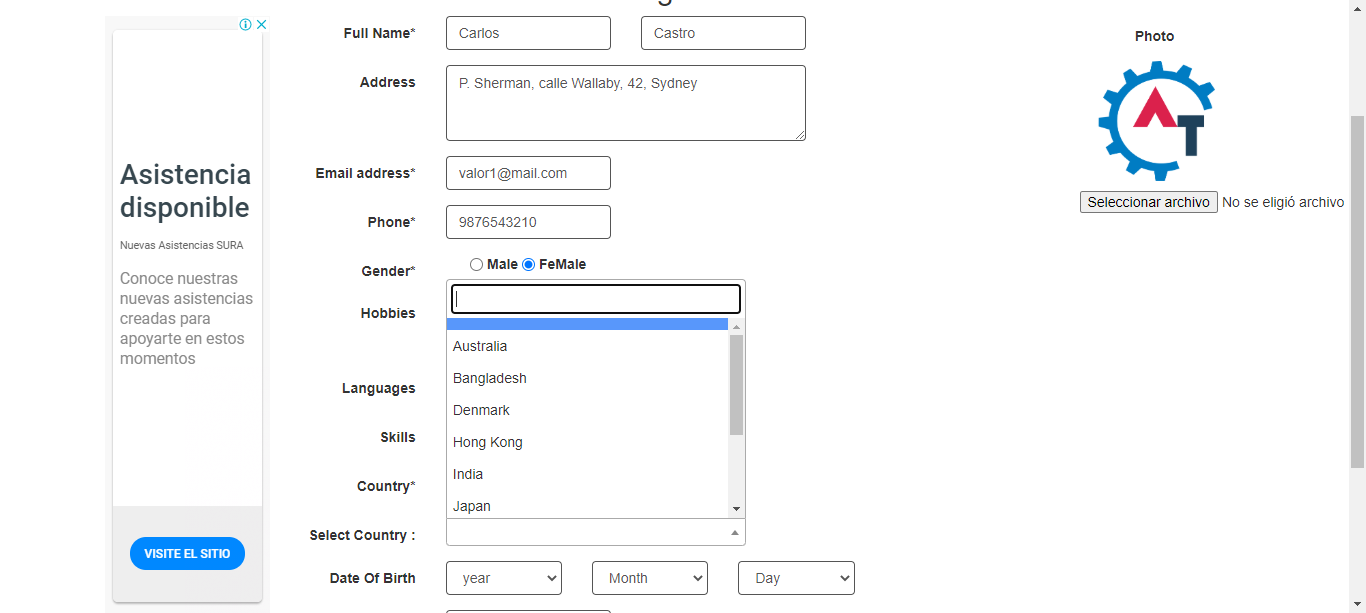 Asistencia
disponible
Nuevas Asistencias SURA
Conoce nuestras
nuevas asistencias
creadas para
apoyarte en estos
momentos
VISITE EL SITIO
Full Name* Carlos Castro
Address P. Sherman, calle Wallaby, 42, Sydney
Email address* valor1@mail.com
Phone* 9876543210
Gender* Male FeMale
Hobbies
Australia
Bangladesh
Languages
Denmark
Skills
Hong Kong
India
Country*
Japan
Select Country :
Date Of Birth year Month Day
Photo
AT
Seleccionar archivo No se eligió archivo